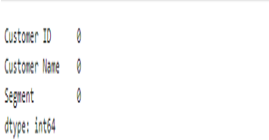 Customer ID 0
Customer Name 0
Segment 0
dtype: int64